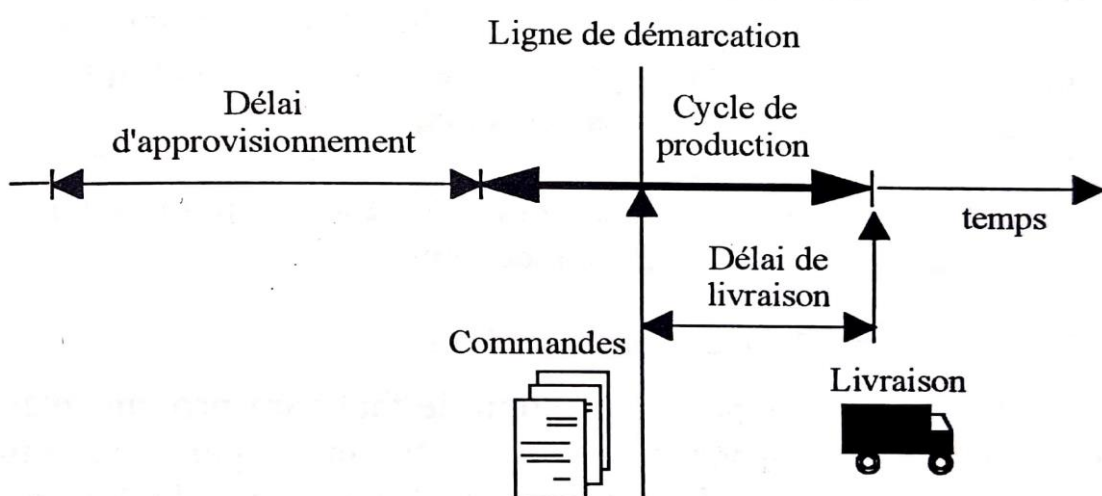 Ligne de démarcation
Délai
d'approvisionnement
Cycle de
production
temps
Délai de
livraison
Commandes
Livraison